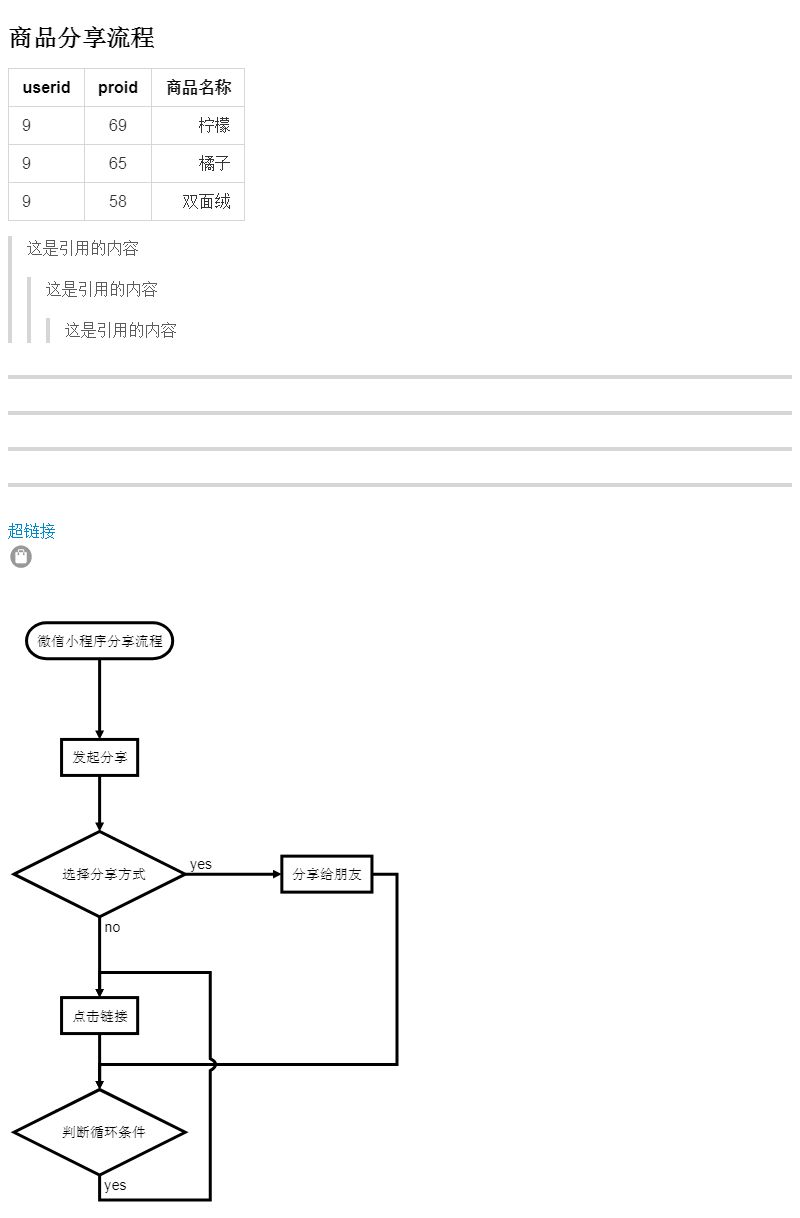 商品分享流程
userid proid 商品名称
9 69 柠檬
9 65 橘子
9 58 双面绒
这是引用的内容
这是引用的内容
这是引用的内容
超链接
微信小程序分享流程
发起分享
选择分享方式
yes
分享给朋友
no
点击链接
判断循环条件
yes